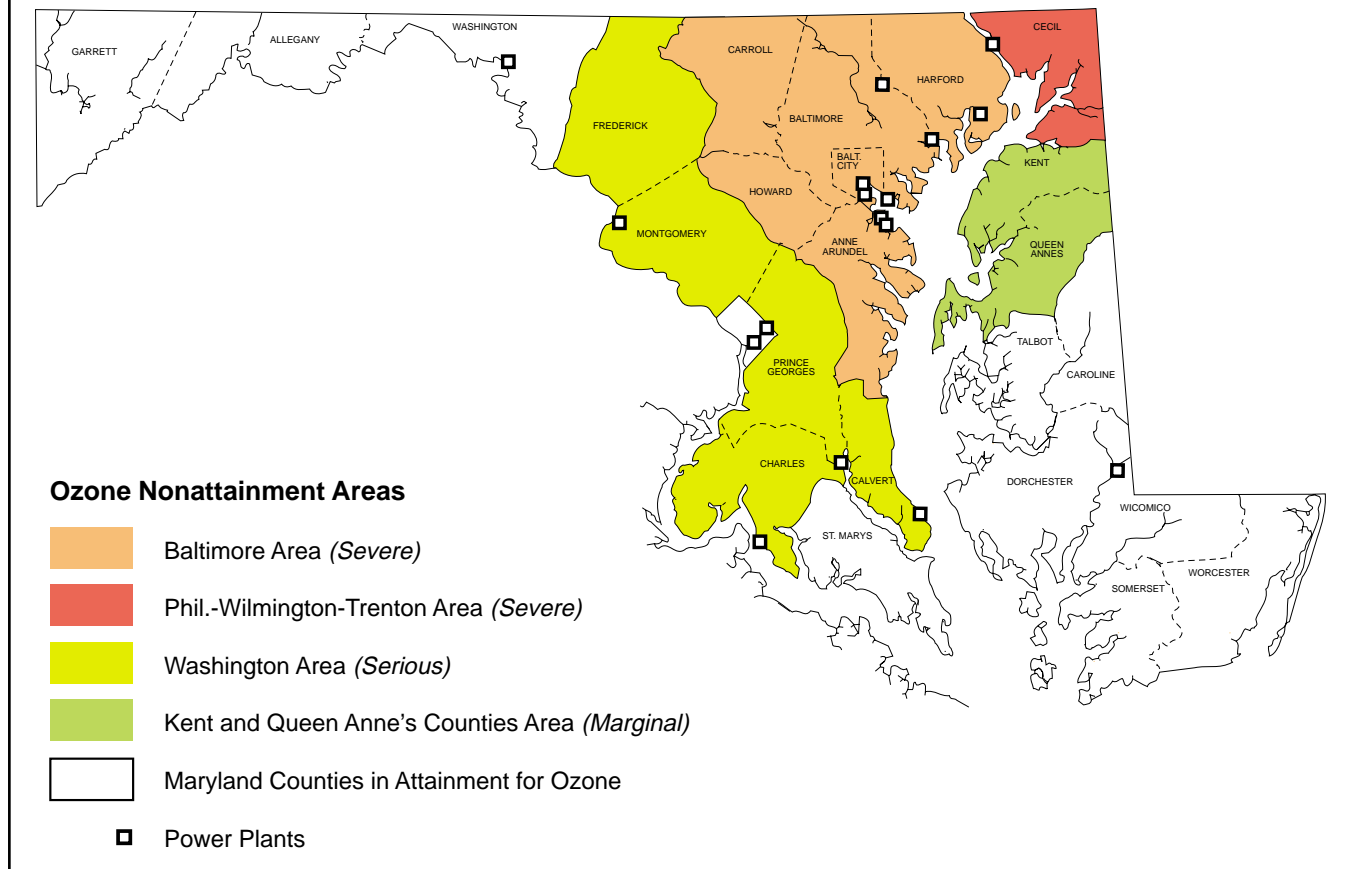 GARRETT
ALLEGANY
WASHINGTON
FREDERICK
CARROLL
BALTIMORE
HARFORD
CECIL
BALT.
CITY
HOWARD
KENT
MONTGOMERY
ANNE
ARUNDEL
QUEEN
ANNES
TALBOT
PRINCE
GEORGES
CAROLINE
CHARLES
CALVERT
DORCHESTER
WICOMICO
ST. MARYS
SOMERSET
WORCESTER
Ozone Nonattainment Areas
Baltimore Area (Severe)
Phil.-Wilmington-Trenton Area (Severe)
Washington Area (Serious)
Kent and Queen Anne’s Counties Area (Marginal)
Maryland Counties in Attainment for Ozone
Power Plants